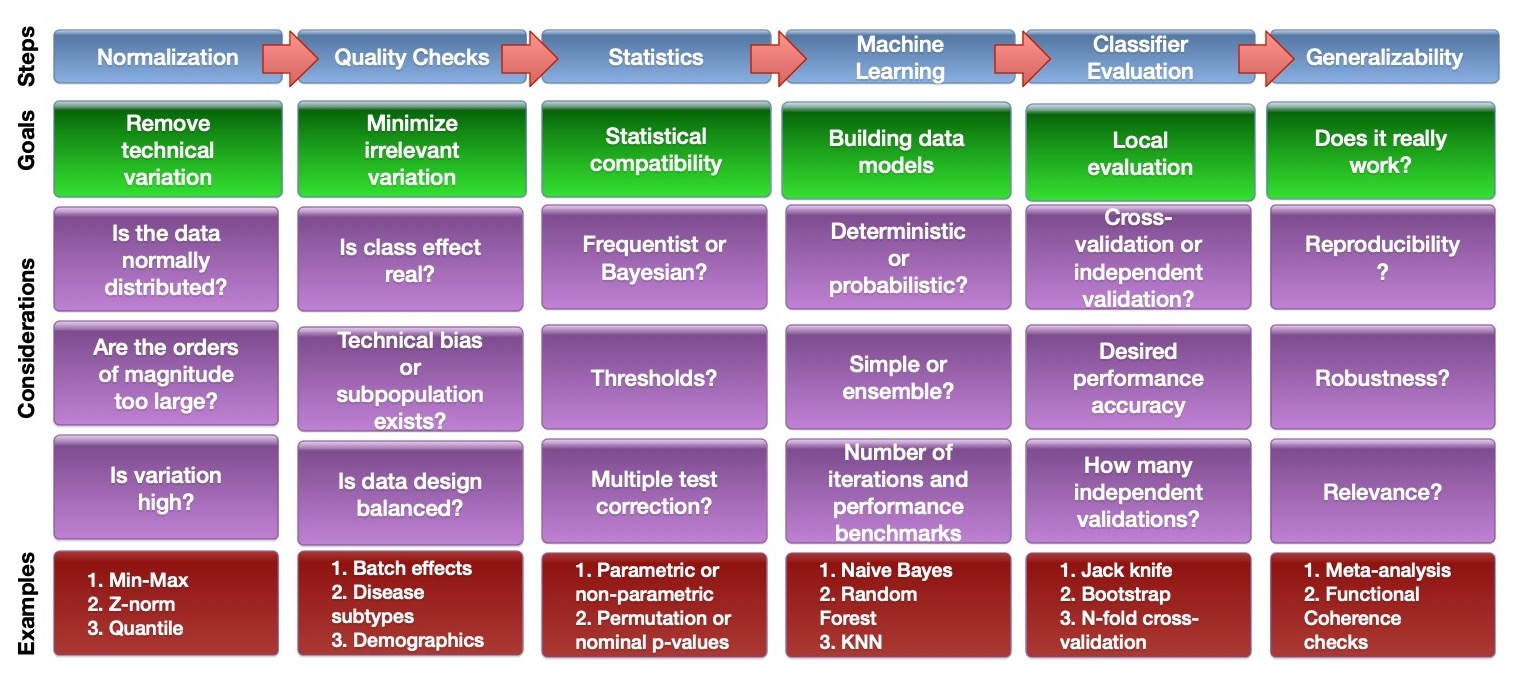 Steps
Normalization
Quality Checks
Statistics
Machine
Learning
Classifier
Evaluation
Generalizability
Goals
Remove
technical
variation
Minimize
irrelevant
variation
Statistical
compatibility
Building data
models
Local
evaluation
Does it really
work?
Considerations
Is the data
normally
distributed?
Is class effect
real?
Frequentist or
Bayesian?
Deterministic
or
probabilistic?
Cross-
validation or
independent
validation?
Reproducibility
?
Are the orders
of magnitude
too large?
Technical bias
or
subpopulation
exists?
Thresholds?
Simple or
ensemble?
Desired
performance
accuracy
Robustness?
Is variation
high?
Is data design
balanced?
Multiple test
correction?
Number of
iterations and
performance
benchmarks
How many
independent
validations?
Relevance?
Examples
1. Min-Max
2. Z-norm
3. Quantile
1. Batch effects
2. Disease
subtypes
3. Demographics
1. Parametric or
non-parametric
2. Permutation or
nominal p-values
1. Naive Bayes
2. Random
Forest
3. KNN
1. Jack knife
2. Bootstrap
3. N-fold cross-
validation
1. Meta-analysis
2. Functional
Coherence
checks